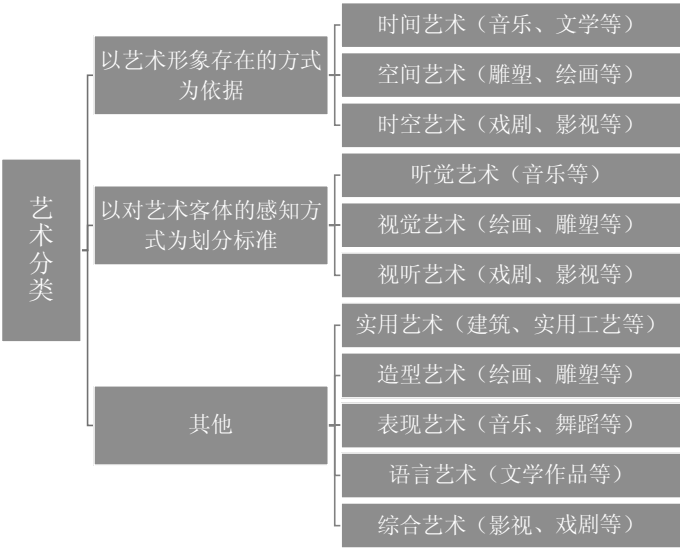 艺术分类
以艺术形象存在的方式
为依据
时间艺术（音乐、文学等）
空间艺术（雕塑、绘画等）
时空艺术（戏剧、影视等）
以对艺术客体的感知方
式为划分标准
听觉艺术（音乐等）
视觉艺术（绘画、雕塑等）
视听艺术（戏剧、影视等）
其他
实用艺术（建筑、实用工艺等）
造型艺术（绘画、雕塑等）
表现艺术（音乐、舞蹈等）
语言艺术（文学作品等）
综合艺术（影视、戏剧等）